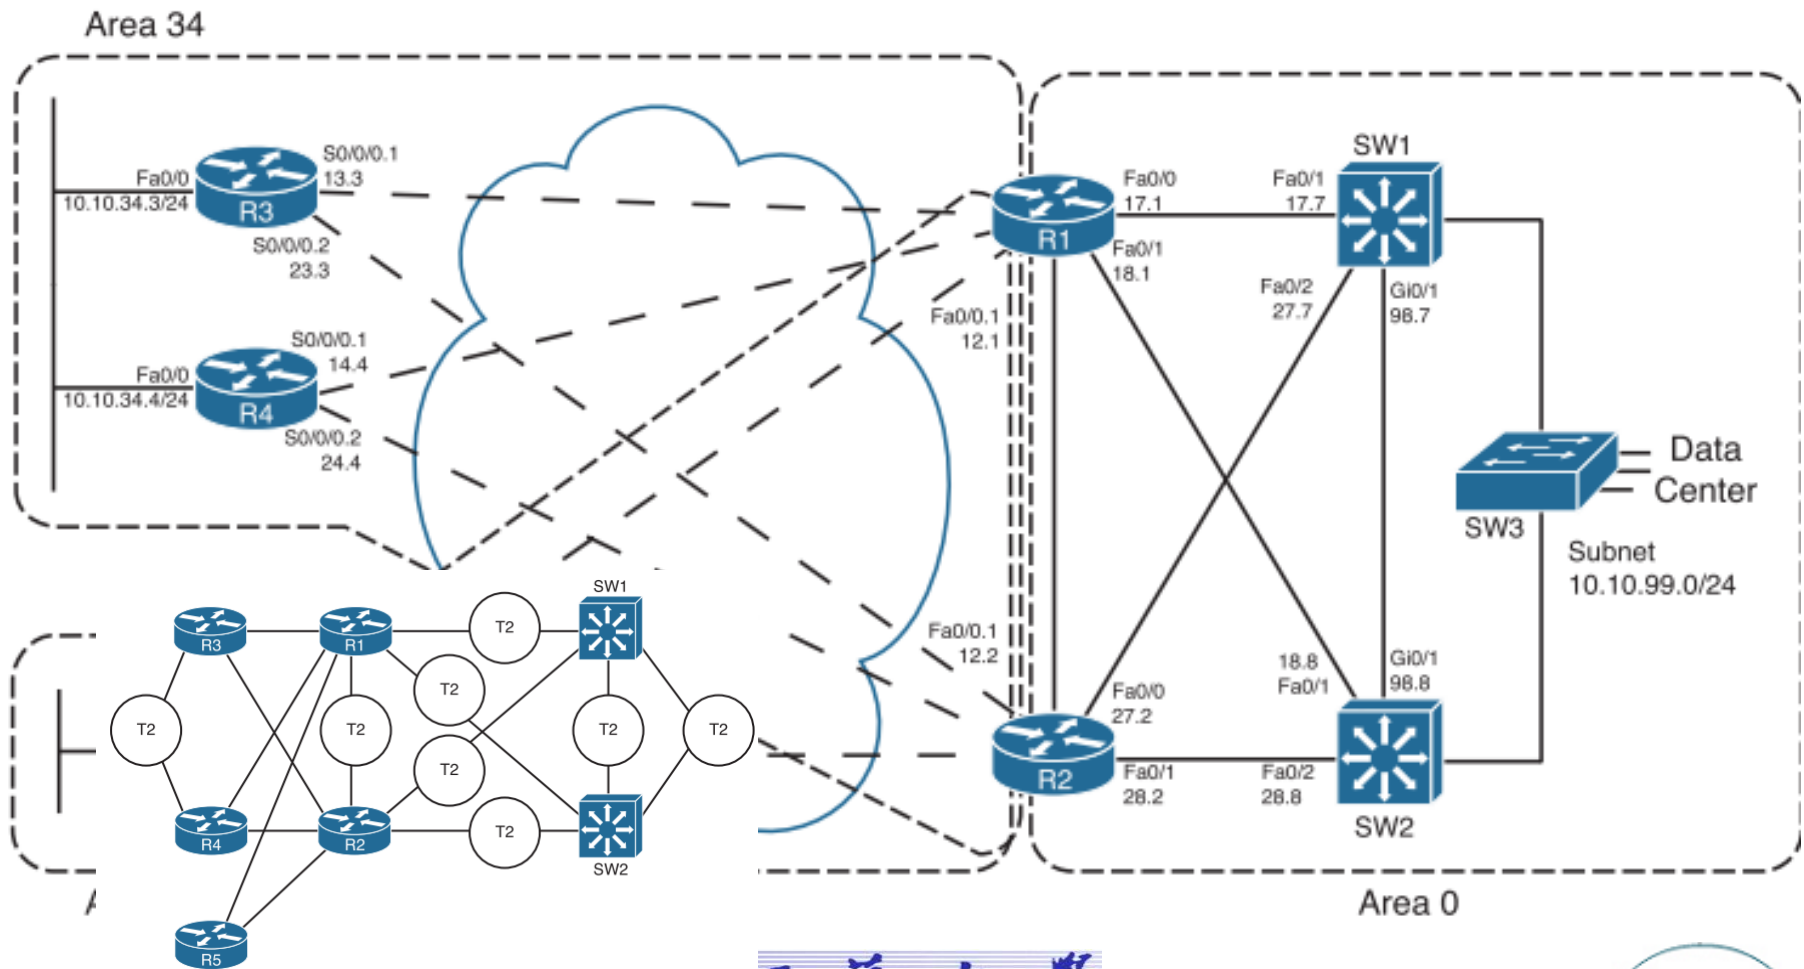 Area 34
S0/0/0.1
13.3
Fa0/0
10.10.34.3/24
R3
S0/0/0.2
23.3
S0/0/0.1
14.4
Fa0/0
10.10.34.4/24
R4
S0/0/0.2
24.4
R1
Fa0/0
17.1
Fa0/1
18.1
Fa0/0.1
12.1
SW1
Fa0/1
17.7
Fa0/2
27.7
Gi0/1
98.7
Data
Center
SW3
Subnet
10.10.99.0/24
Fa0/0.1
12.2
Fa0/0
27.2
R2
Fa0/1
28.2
18.8
Fa0/1
Gi0/1
98.8
Fa0/2
28.8
SW2
Area 0
SW1
R3
R1
T2
T2
T2
T2
T2
T2
T2
R4
R2
T2
SW2
R5